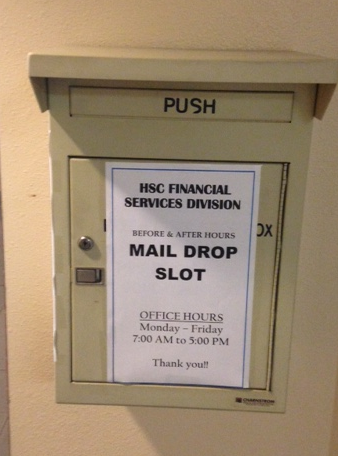 PUSH
HSC FINANCIAL
SERVICES DIVISION
BEFORE & AFTER HOURS
MAIL DROP
SLOT
OFFICE HOURS
Monday – Friday
7:00 AM to 5:00 PM
Thank you!!